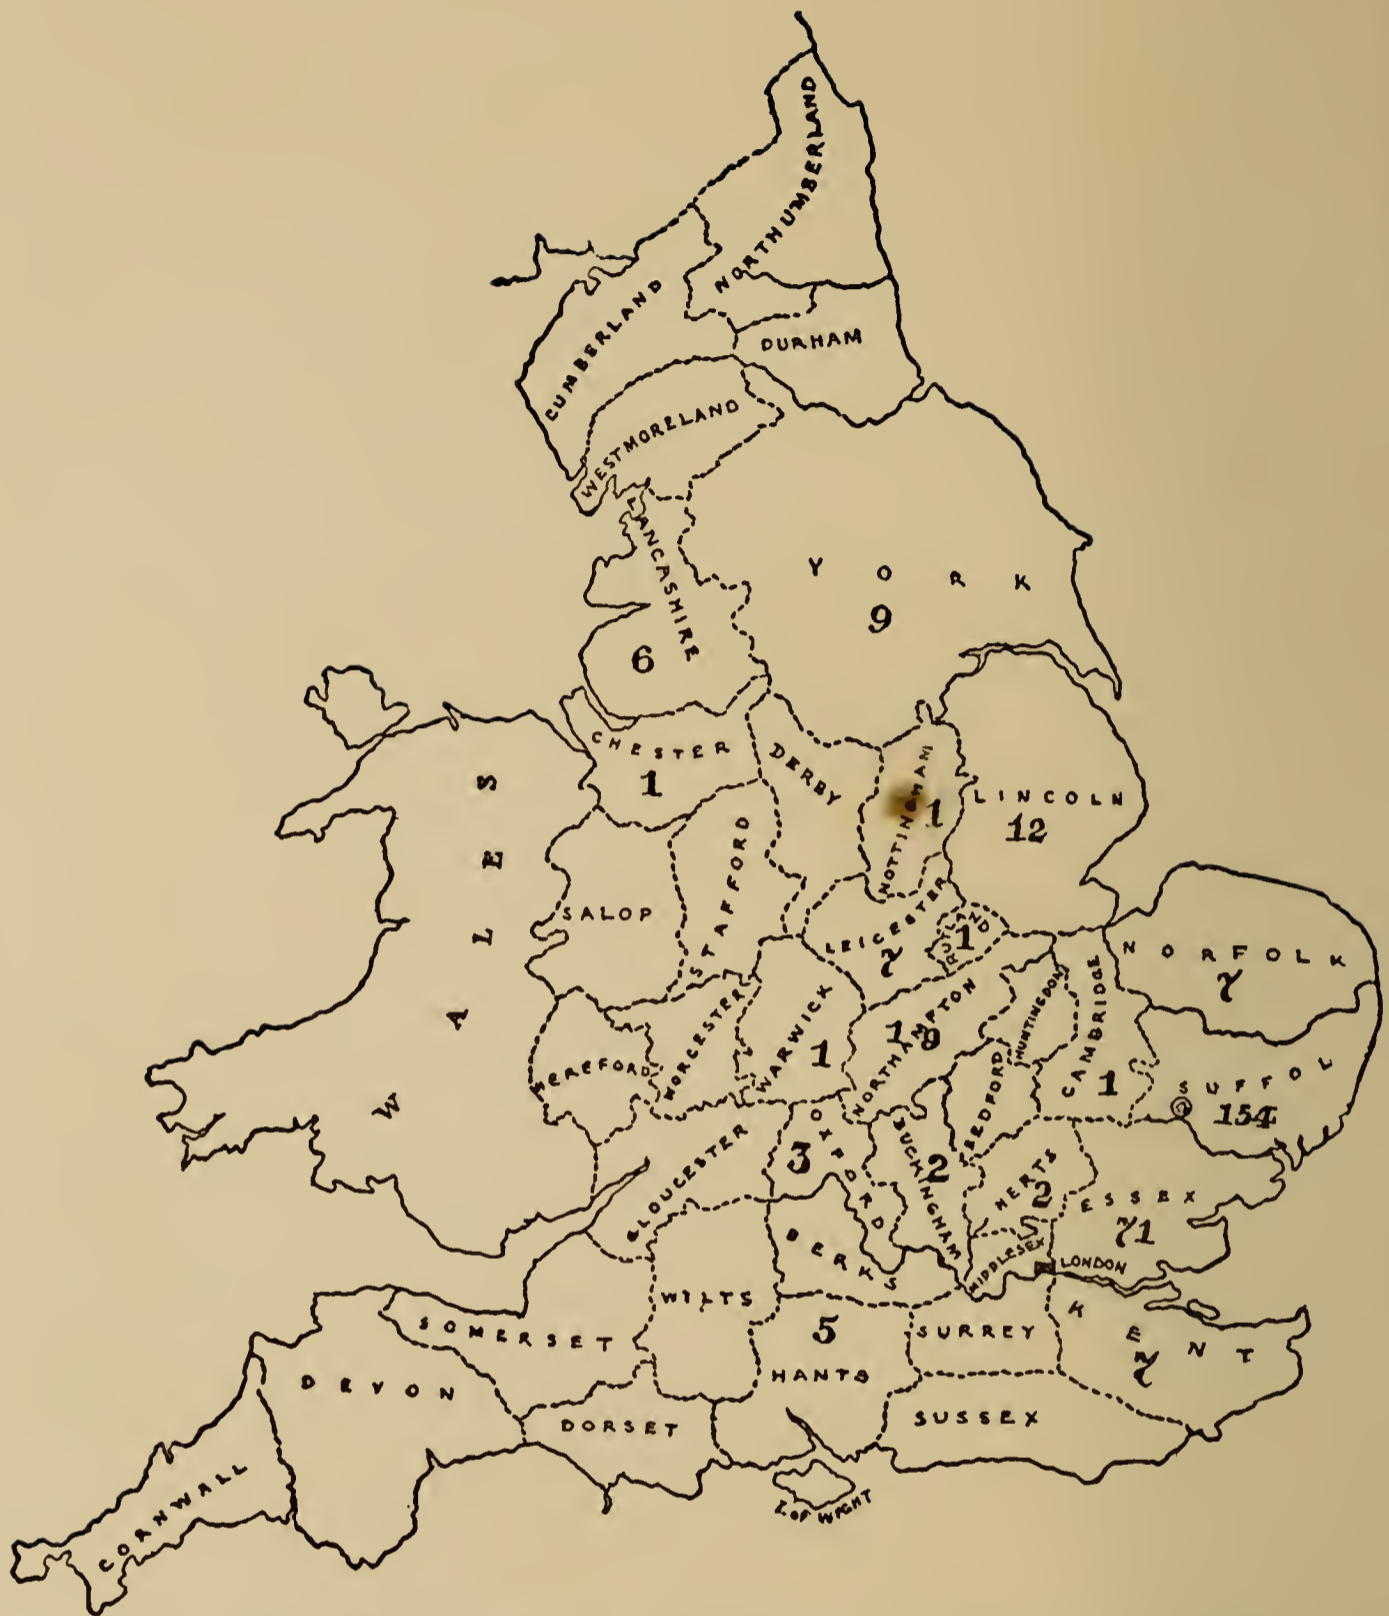 NORTHUMBERLAND
CUMBERLAND
DURHAM
WESTMORELAND
LANCASHIRE
6
YORK
9
CHESTER
1
DERBY
NOTTINGHAM
1
LINCOLN
12
WALES
SALOP
STAFFORD
LEICESTER
7
RUTLAND
1
NORFOLK
7
HEREFORD
WORCESTER
WARWICK
1
NORTHAMPTON
18
HUNTINGDON
CAMBRIDGE
1
BEDFORD
SUFFOL
154
GLOUCESTER
OXFORD
3
BUCKINGHAM
2
HERTS
2
ESSEX
71
MIDDLESEX
LONDON
BERKS
WILTS
SOMERSET
5
HANTS
SURREY
KENT
7
DEVON
DORSET
SUSSEX
CORNWALL
I. OF WIGHT